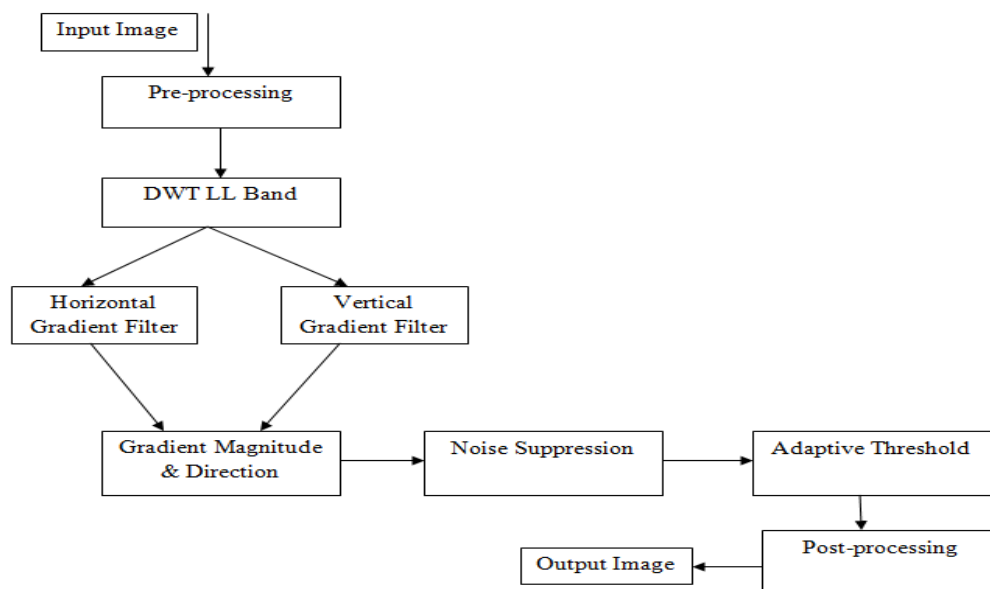 Input Image
Pre-processing
DWT LL Band
Horizontal
Gradient Filter
Vertical
Gradient Filter
Gradient Magnitude
& Direction
Noise Suppression
Adaptive Threshold
Post-processing
Output Image